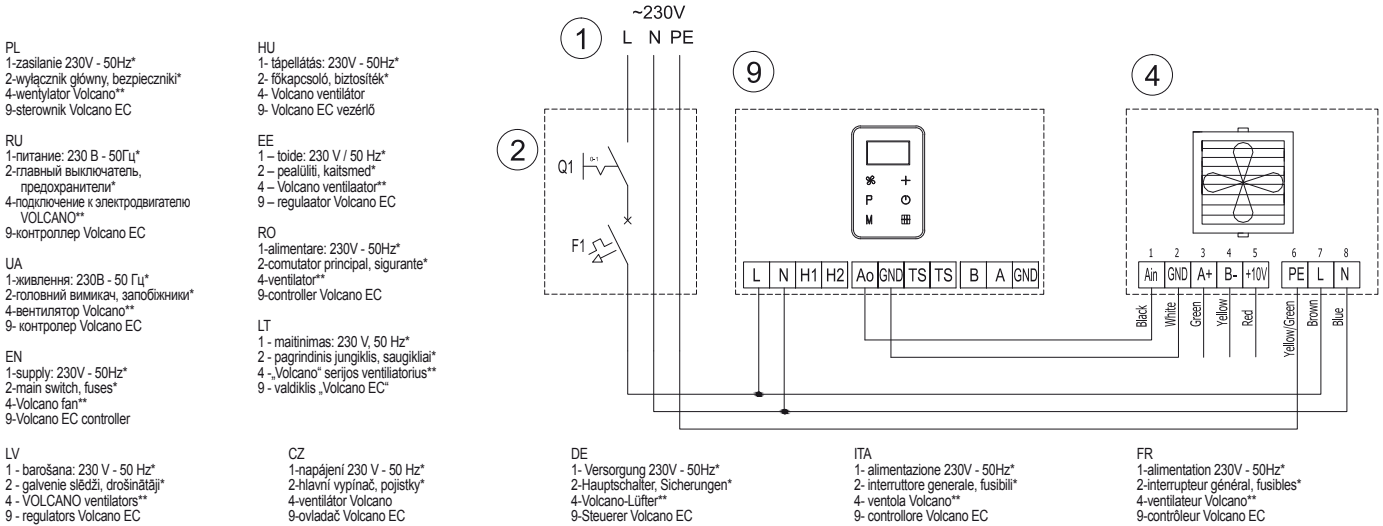 PL
1-zasilanie 230V - 50Hz*
2-wyłącznik główny, bezpieczniki*
4-wentylator Volcano**
9-sterownik Volcano EC
RU
1-питание: 230 В - 50Гц*
2-главный выключатель,
предохранители*
4-подключение к электродвигателю
VOLCANO**
9-контроллер Volcano EC
UA
1-живлення: 230В - 50 Гц*
2-головний вимикач, запобіжники*
4-вентилятор Volcano**
9- контролер Volcano EC
EN
1-supply: 230V - 50Hz*
2-main switch, fuses*
4-Volcano fan**
9-Volcano EC controller
HU
1- tápellátás: 230V - 50Hz*
2- főkapcsoló, biztosíték*
4- Volcano ventilátor
9- Volcano EC vezérlő
EE
1 – toide: 230 V / 50 Hz*
2 – pealüliti, kaitsmed*
4 – Volcano ventilaator**
9 – regulaator Volcano EC
RO
1-alimentare: 230V - 50Hz*
2-comutator principal, sigurante*
4-ventilator**
9-controller Volcano EC
LT
1 - maitinimas: 230 V, 50 Hz*
2 - pagrindinis jungiklis, saugikliai*
4 -„Volcano“ serijos ventiliatorius**
9 - valdiklis „Volcano EC“
~230V
1 L N PE
2
Q1 0-1
F1
9
P
M
L N H1 H2 Ao GND TS TS B A GND
4
1 2 3 4 5 6 7 8
Ain GND A+ B- +10V PE L N
Black White Green Yellow Red Yellow/Green Brown Blue
LV
1 - barošana: 230 V - 50 Hz*
2 - galvenie slēdži, drošinātāji*
4 - VOLCANO ventilators**
9 - regulators Volcano EC
CZ
1-napájení 230 V - 50 Hz*
2-hlavní vypínač, pojistky*
4-ventilátor Volcano
9-ovladač Volcano EC
DE
1- Versorgung 230V - 50Hz*
2-Hauptschalter, Sicherungen*
4-Volcano-Lüfter**
9-Steuerer Volcano EC
ITA
1- alimentazione 230V - 50Hz*
2- interruttore generale, fusibili*
4- ventola Volcano**
9- controllore Volcano EC
FR
1-alimentation 230V - 50Hz*
2-interrupteur général, fusibles*
4-ventilateur Volcano**
9-contrôleur Volcano EC